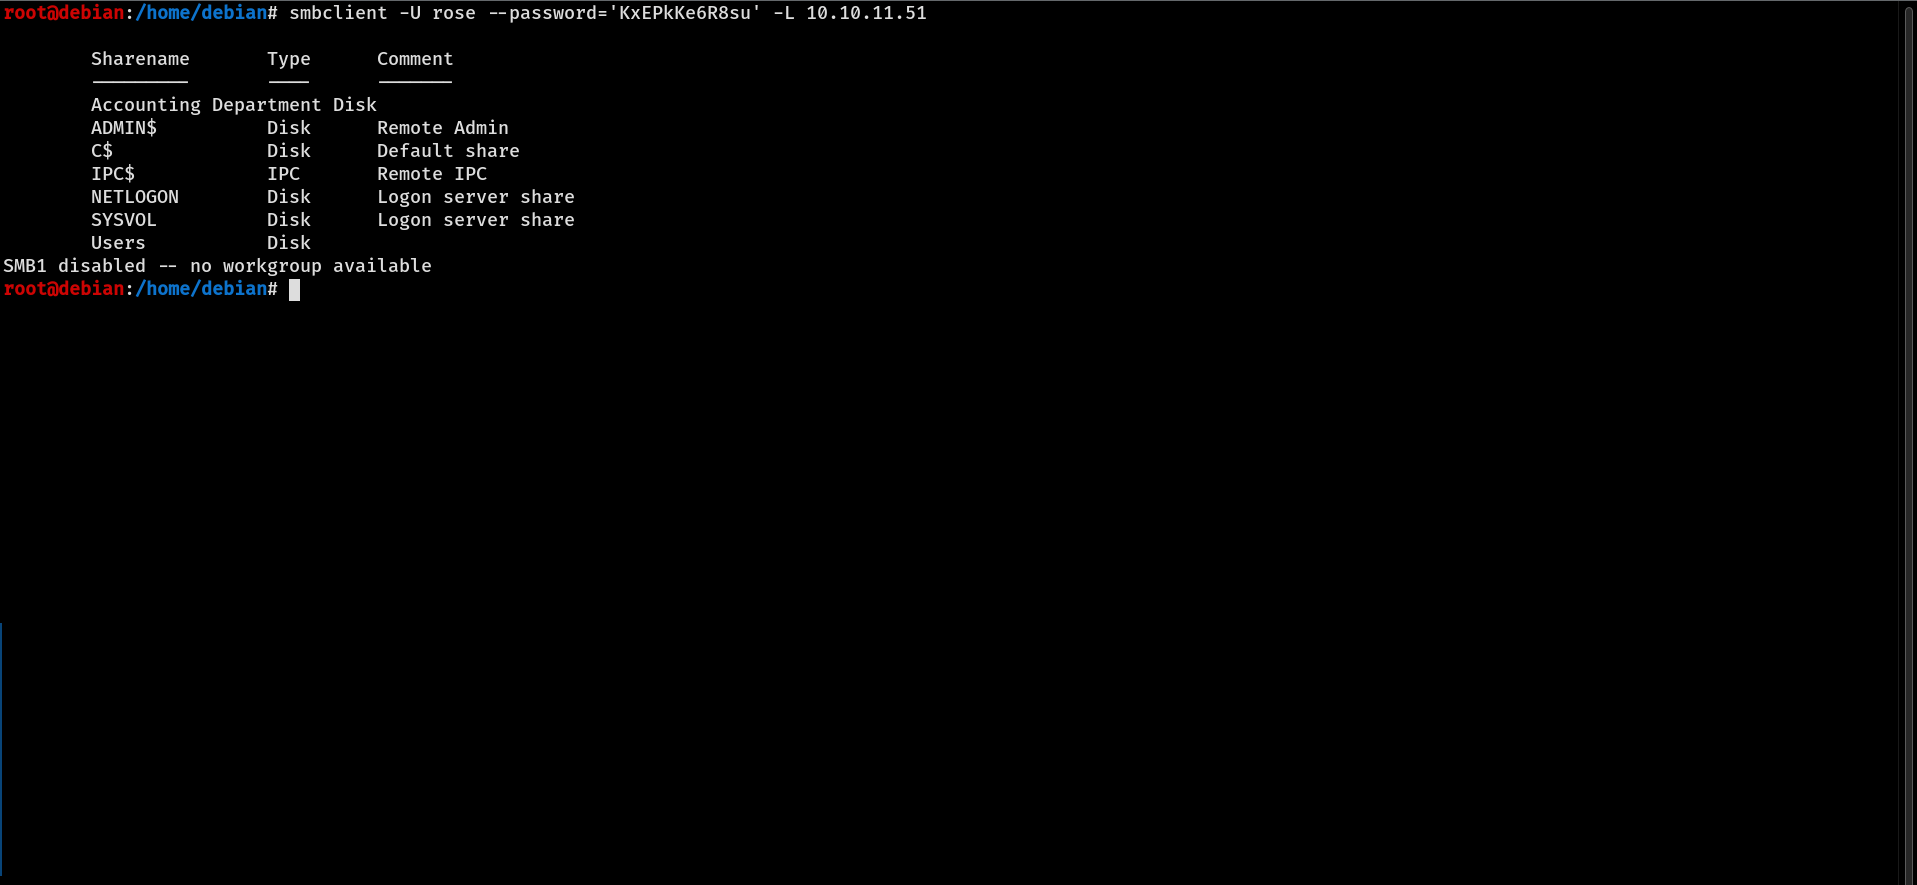 root@debian:/home/debian# smbclient -U rose --password='KxEPkKe6R8su' -L 10.10.11.51
Sharename Type Comment
--------- ---- -------
Accounting Department Disk
ADMIN$ Disk Remote Admin
C$ Disk Default share
IPC$ IPC Remote IPC
NETLOGON Disk Logon server share
SYSVOL Disk Logon server share
Users Disk
SMB1 disabled -- no workgroup available
root@debian:/home/debian#